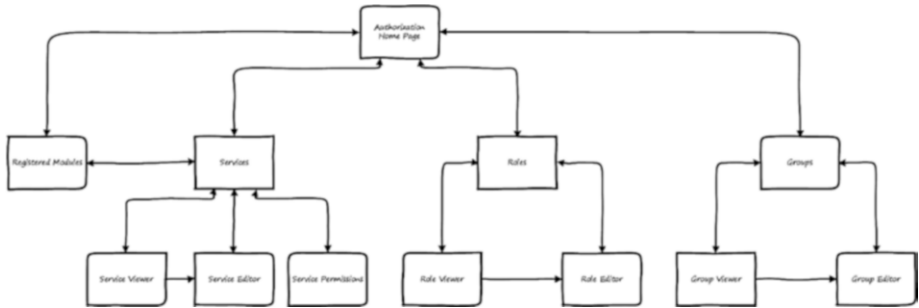 Authorisation
Home Page
Registered Modules
Services
Roles
Groups
Service Viewer
Service Editor
Service Permissions
Role Viewer
Role Editor
Group Viewer
Group Editor